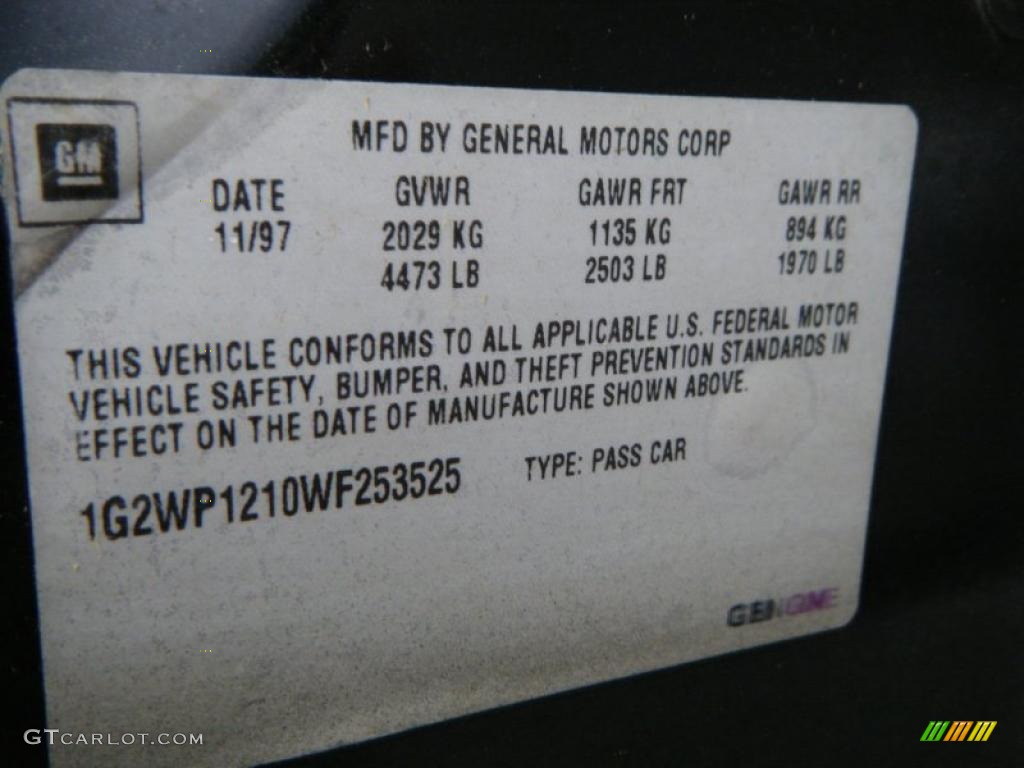 GM
MFD BY GENERAL MOTORS CORP
DATE GVWR GAWR FRT GAWR RR
11/97 2029 KG 1135 KG 894 KG
4473 LB 2503 LB 1970 LB
THIS VEHICLE CONFORMS TO ALL APPLICABLE U.S. FEDERAL MOTOR
VEHICLE SAFETY, BUMPER, AND THEFT PREVENTION STANDARDS IN
EFFECT ON THE DATE OF MANUFACTURE SHOWN ABOVE.
1G2WP1210WF253525 TYPE: PASS CAR
GTCARLOT.COM